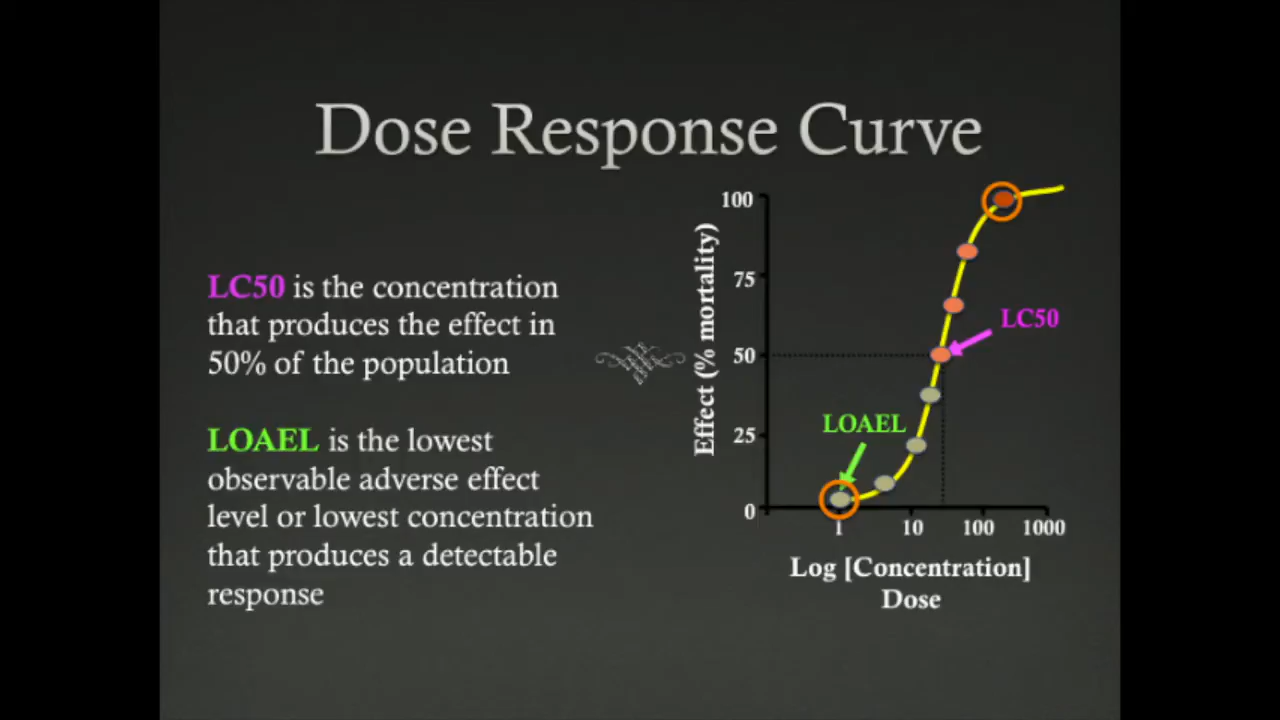 Dose Response Curve
LC50 is the concentration
that produces the effect in
50% of the population
LOAEL is the lowest
observable adverse effect
level or lowest concentration
that produces a detectable
response
Effect (% mortality)
100
75
50
25
0
LC50
LOAEL
1 10 100 1000
Log [Concentration]
Dose